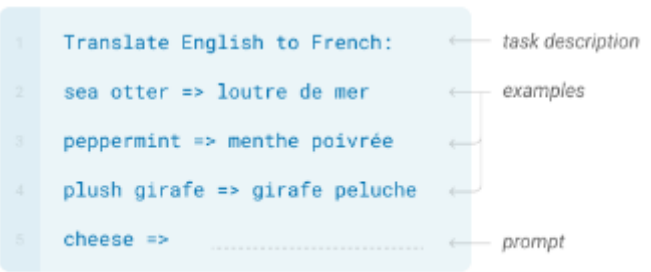 1 Translate English to French: task description
2 sea otter => loutre de mer examples
3 peppermint => menthe poivrée
4 plush girafe => girafe peluche
5 cheese => prompt